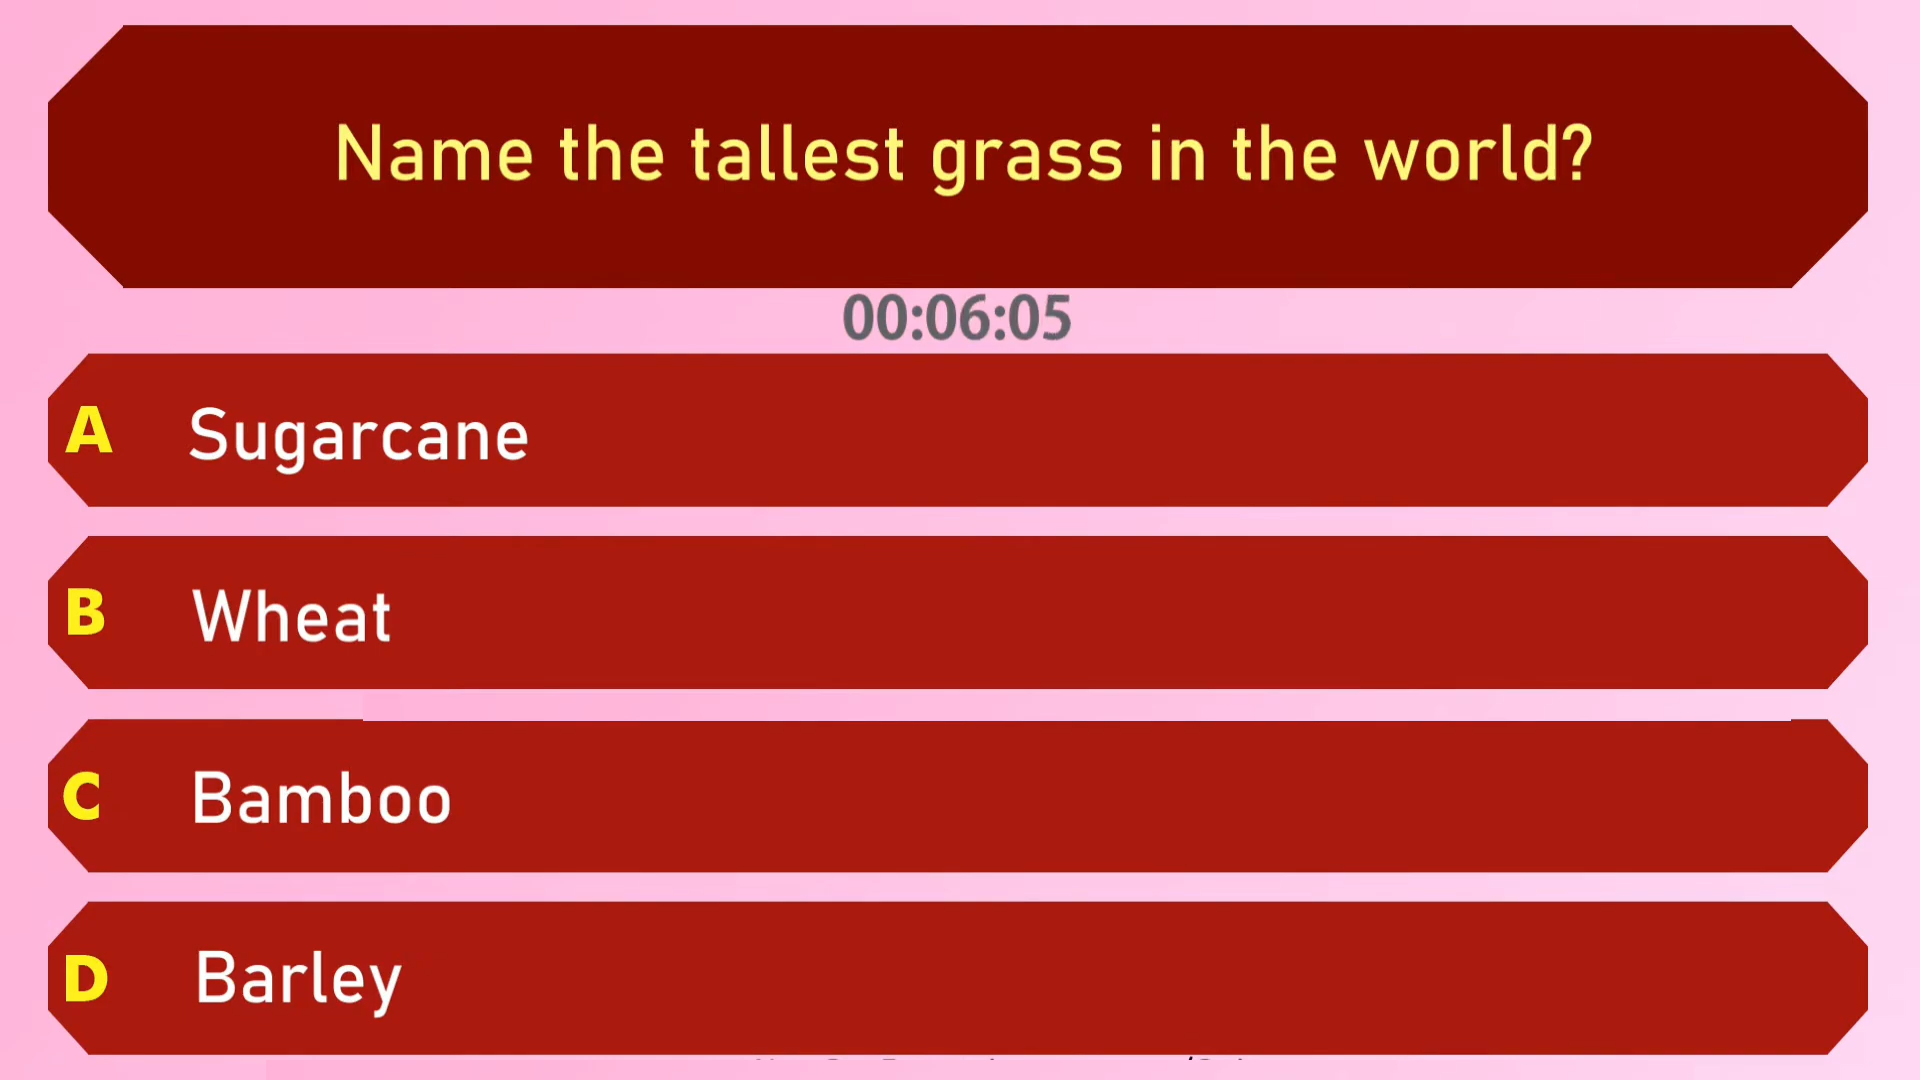 Name the tallest grass in the world?
00:06:05
A Sugarcane
B Wheat
C Bamboo
D Barley